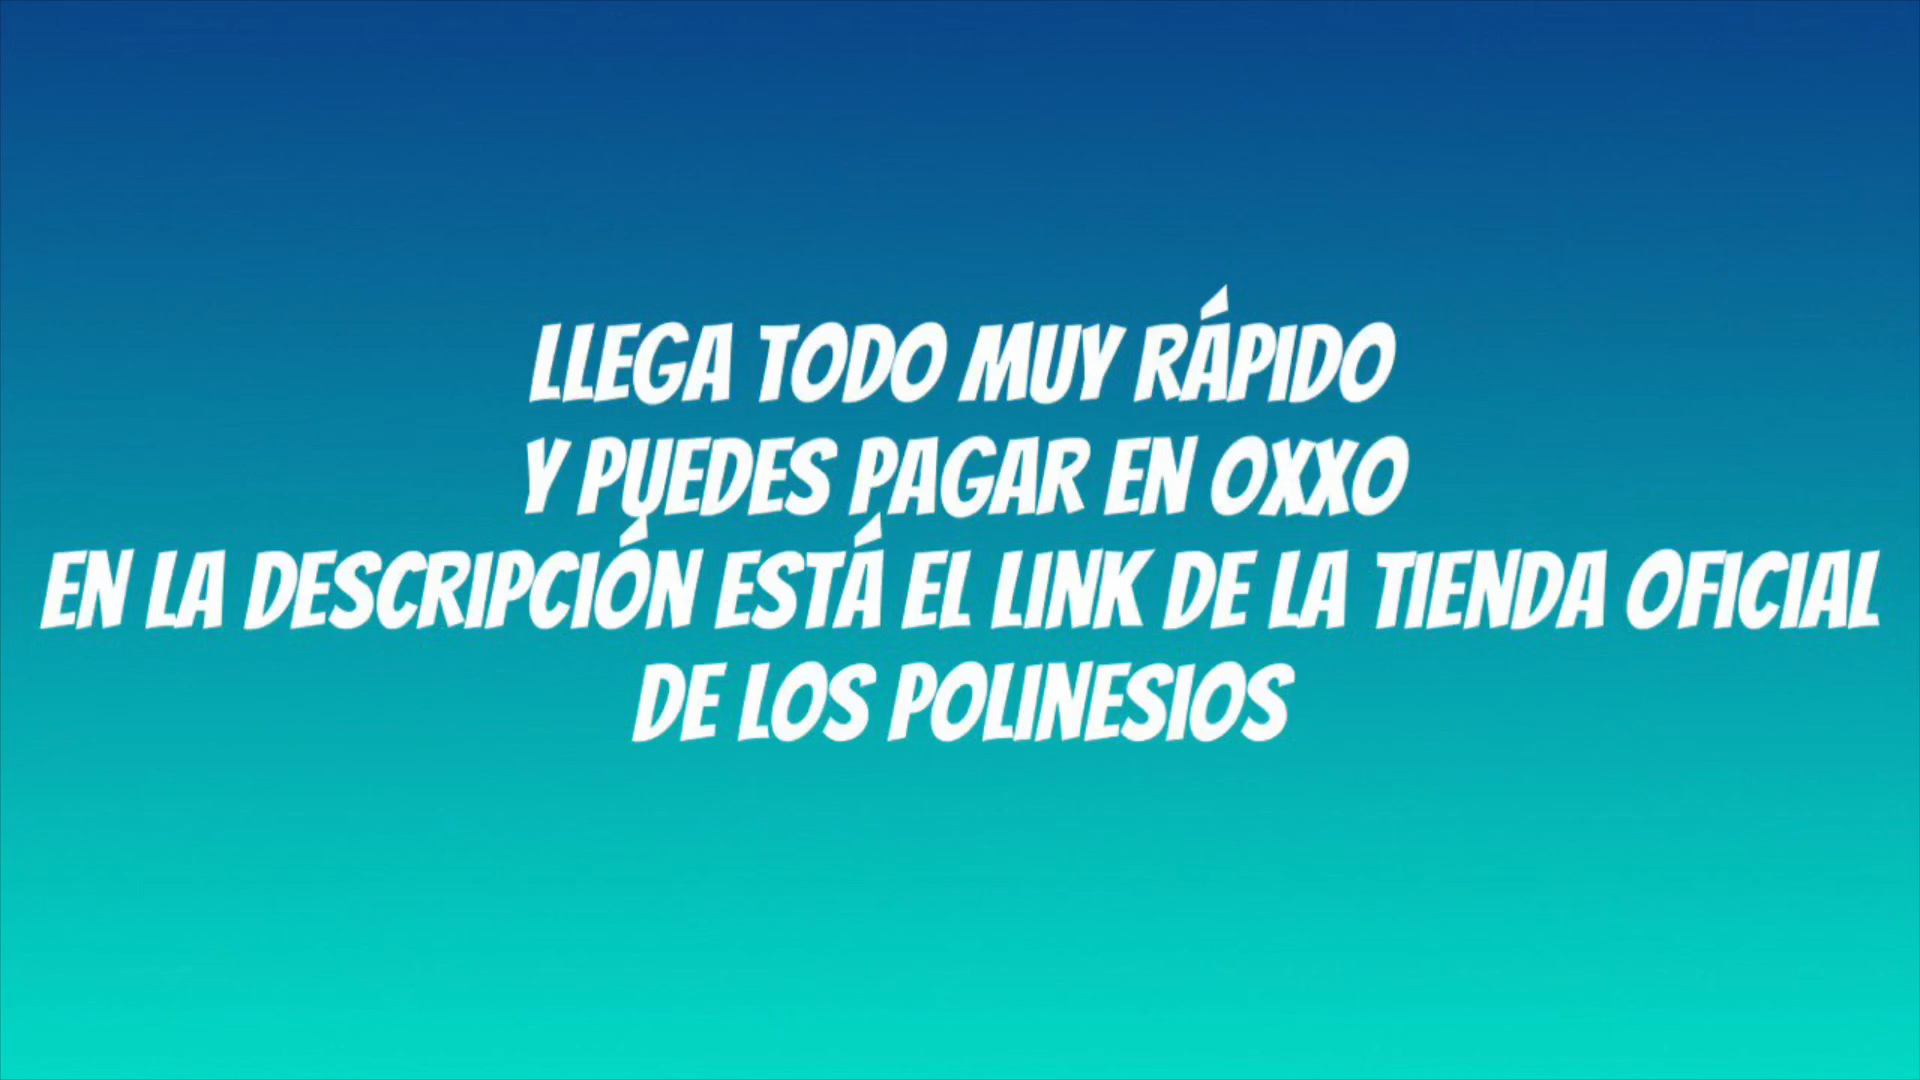 LLEGA TODO MUY RÁPIDO
Y PUEDES PAGAR EN OXXO
EN LA DESCRIPCIÓN ESTÁ EL LINK DE LA TIENDA OFICIAL
DE LOS POLINESIOS